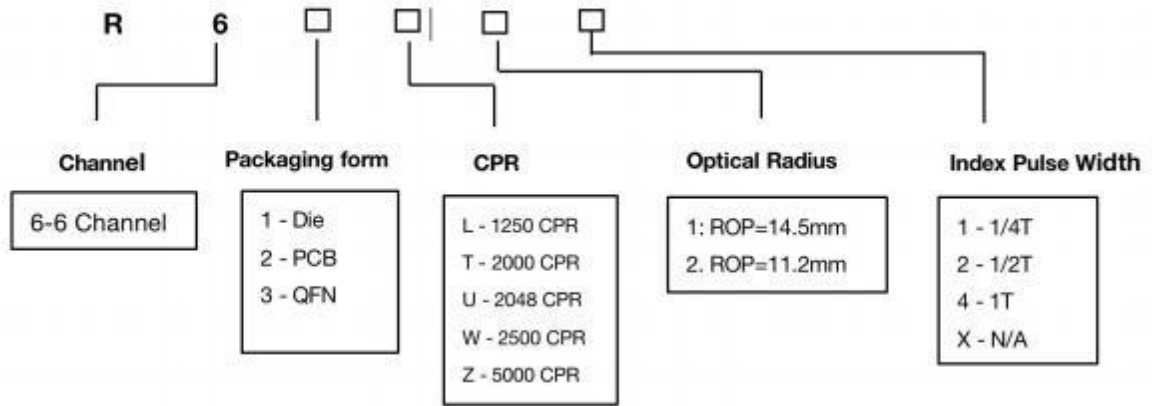 R 6 □ □ □ □
Channel
6-6 Channel
Packaging form
1 - Die
2 - PCB
3 - QFN
CPR
L - 1250 CPR
T - 2000 CPR
U - 2048 CPR
W - 2500 CPR
Z - 5000 CPR
Optical Radius
1: ROP=14.5mm
2. ROP=11.2mm
Index Pulse Width
1 - 1/4T
2 - 1/2T
4 - 1T
X - N/A